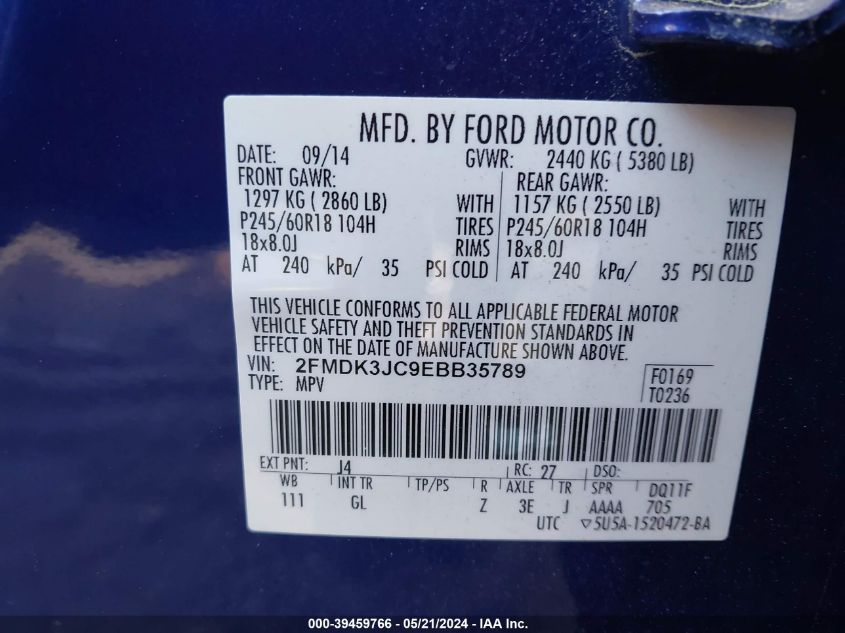 MFD. BY FORD MOTOR CO.
DATE: 09/14 GVWR: 2440 KG ( 5380 LB)
FRONT GAWR: REAR GAWR:
1297 KG ( 2860 LB) WITH 1157 KG ( 2550 LB) WITH
P245/60R18 104H TIRES P245/60R18 104H TIRES
18x8.0J RIMS 18x8.0J RIMS
AT 240 kPa/ 35 PSI COLD AT 240 kPa/ 35 PSI COLD
THIS VEHICLE CONFORMS TO ALL APPLICABLE FEDERAL MOTOR
VEHICLE SAFETY AND THEFT PREVENTION STANDARDS IN
EFFECT ON THE DATE OF MANUFACTURE SHOWN ABOVE.
VIN: 2FMDK3JC9EBB35789 F0169
TYPE: MPV T0236
EXT PNT: J4 RC: 27 DSO:
WB INT TR TP/PS R AXLE TR SPR DQ11F
111 GL Z 3E J AAAA 705
UTC ▽5U5A-1520472-BA
000-39459766 - 05/21/2024 - IAA Inc.